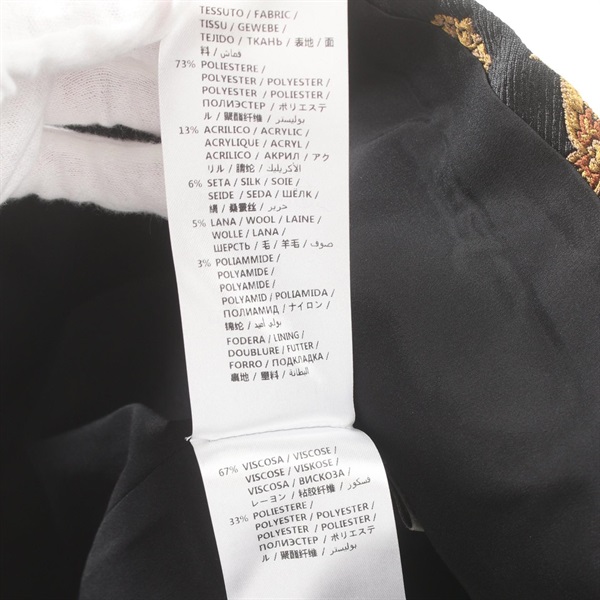 TESSUTO / FABRIC /
TISSU / GEWEBE /
TEJIDO / ТКАНЬ / 表地 / 面
料 / قماش /
73% POLIESTERE /
POLYESTER / POLYESTER /
POLYESTER / POLIESTER /
ПОЛИЭСТЕР / ポリエステ
ル / 聚酯纤维 / بوليستر /
13% ACRILICO / ACRYLIC /
ACRYLIQUE / ACRYL /
ACRILICO / АКРИЛ / アク
リル / 腈纶 / الأكريليك /
6% SETA / SILK / SOIE /
SEIDE / SEDA / ШЁЛК /
絹 / 桑蚕丝 / حرير /
5% LANA / WOOL / LAINE /
WOLLE / LANA /
ШЕРСТЬ / 毛 / 羊毛 / صوف /
3% POLIAMMIDE /
POLYAMIDE /
POLYAMIDE /
POLYAMID / POLIAMIDA /
ПОЛИАМИД / ナイロン /
锦纶 / بولي أميد /
FODERA / LINING /
DOUBLURE / FUTTER /
FORRO / ПОДКЛАДКА /
裏地 / 里料 / البطانة /
67% VISCOSA / VISCOSE /
VISCOSE / VISKOSE /
VISCOSA / ВИСКОЗА /
レーヨン / 粘胶纤维 / فسكوز /
33% POLIESTERE /
POLYESTER / POLYESTER /
POLYESTER / POLIESTER /
ПОЛИЭСТЕР / ポリエステ
ル / 聚酯纤维 / بوليستر /